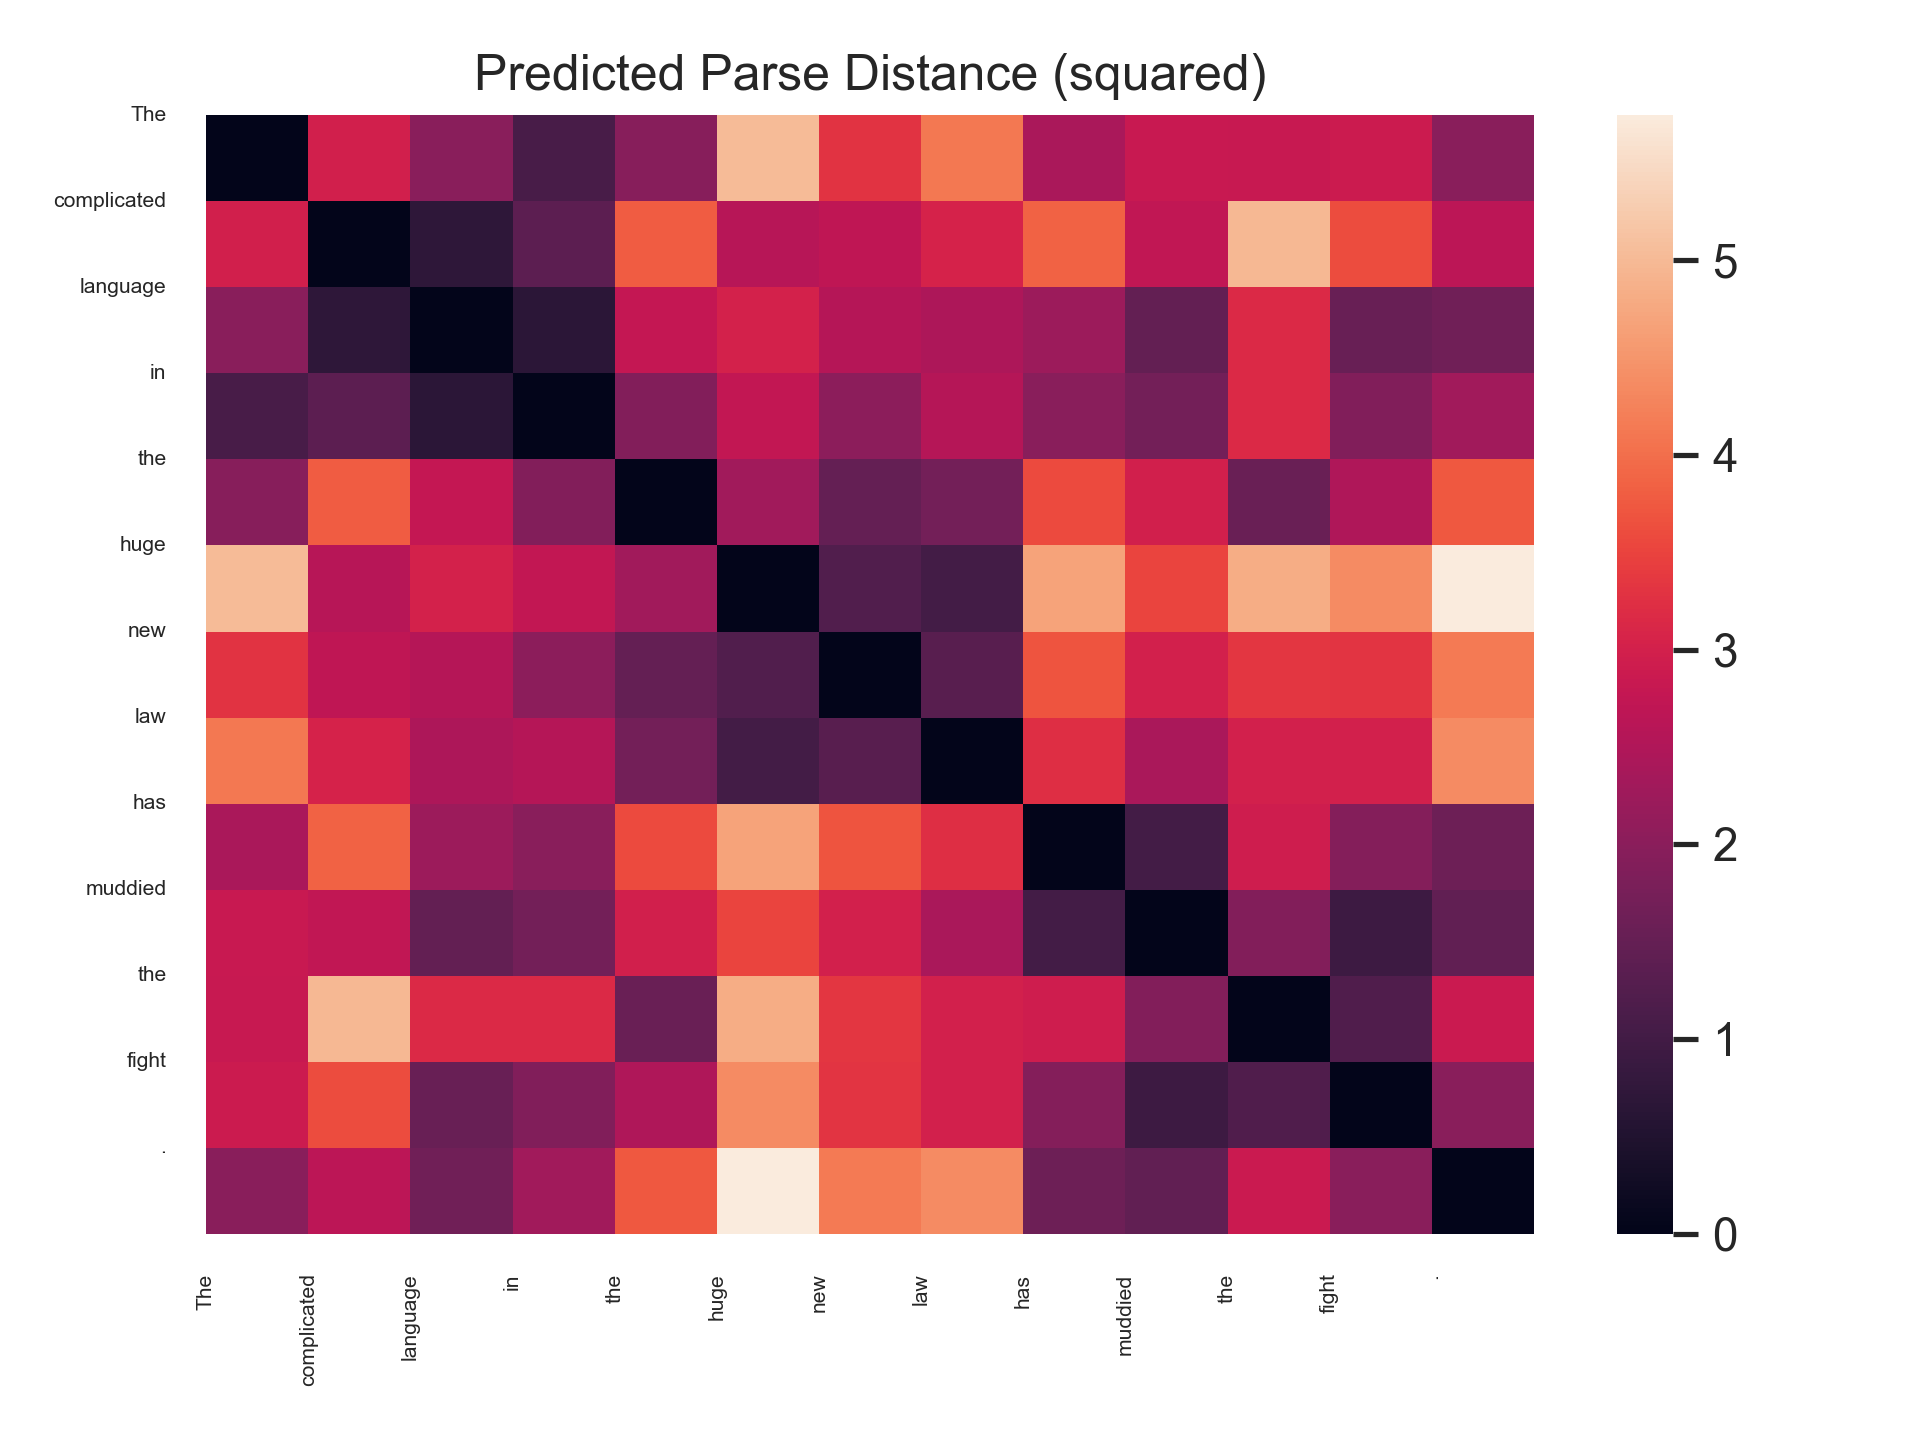 Predicted Parse Distance (squared)
The
complicated
language
in
the
huge
new
law
has
muddied
the
fight
.
The
complicated
language
in
the
huge
new
law
has
muddied
the
fight
.
5
4
3
2
1
0